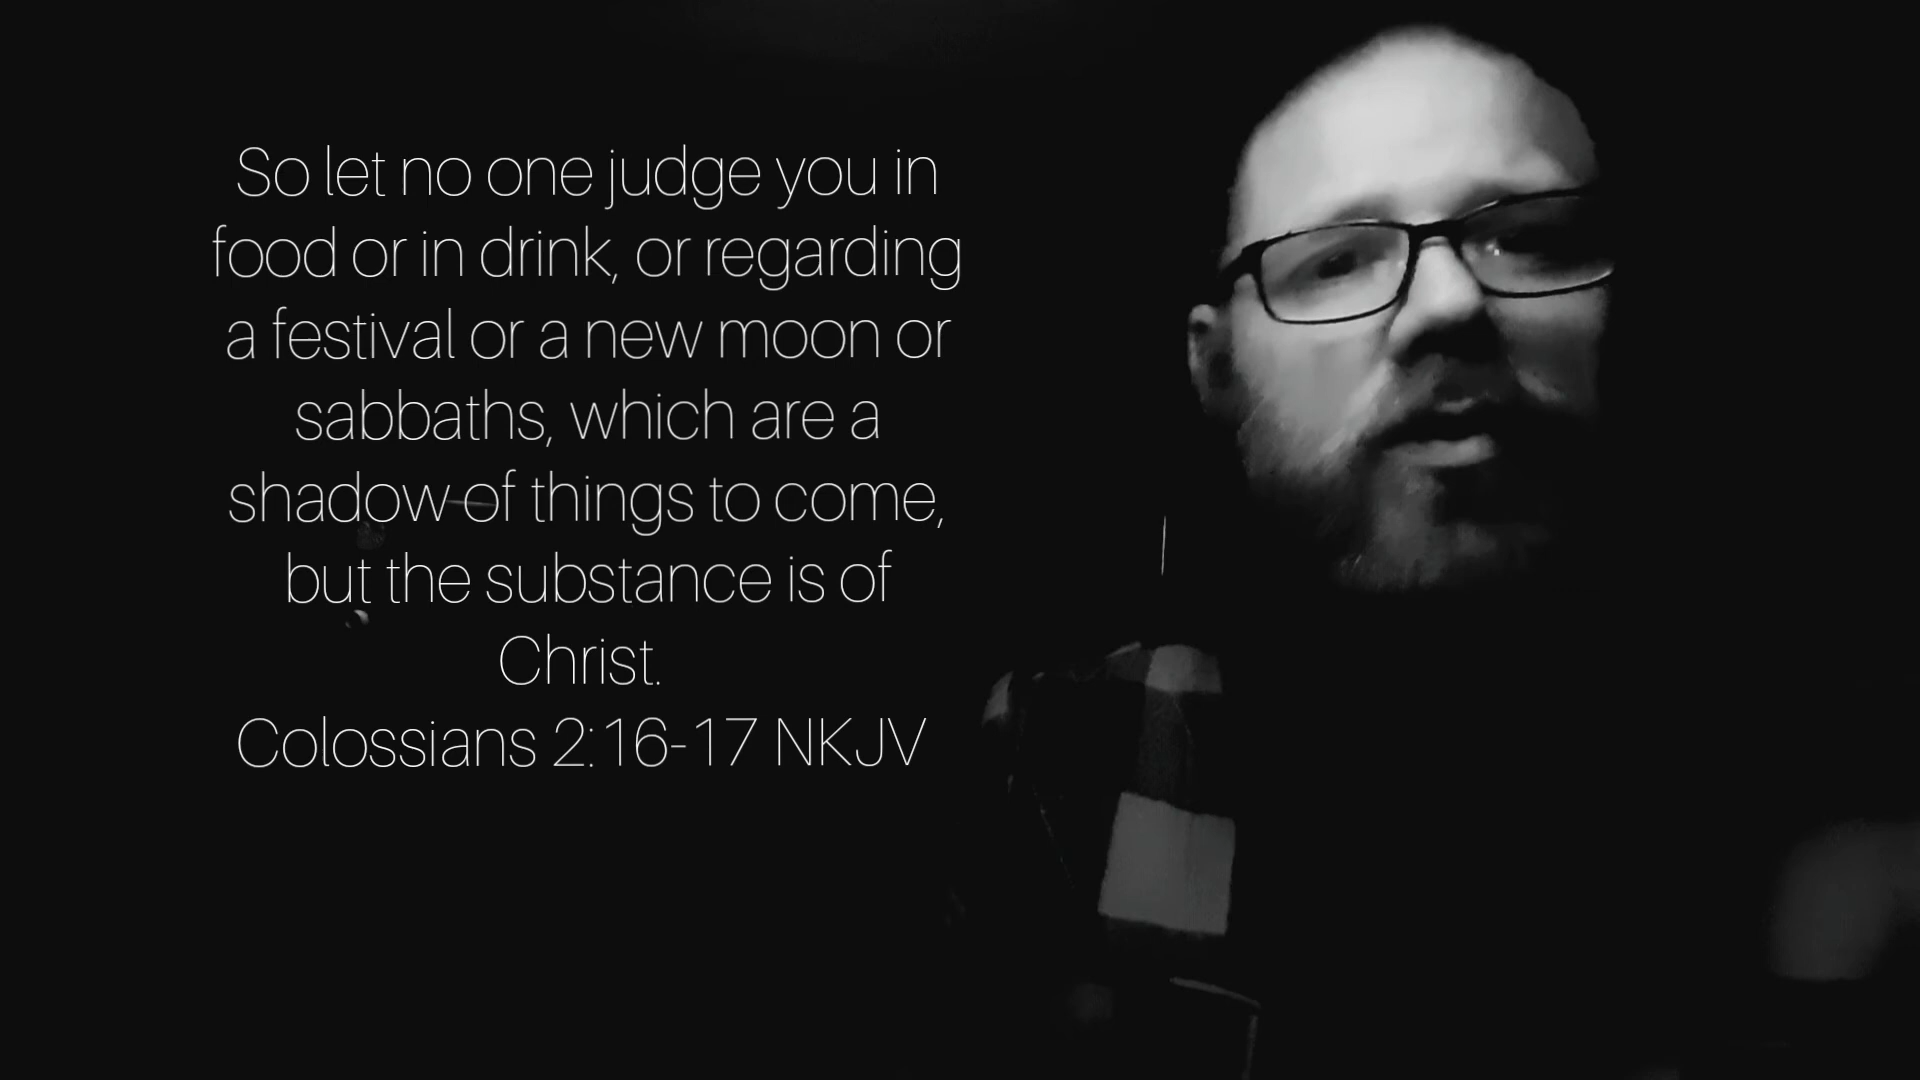 So let no one judge you in
food or in drink, or regarding
a festival or a new moon or
sabbaths, which are a
shadow of things to come,
but the substance is of
Christ.
Colossians 2:16-17 NKJV